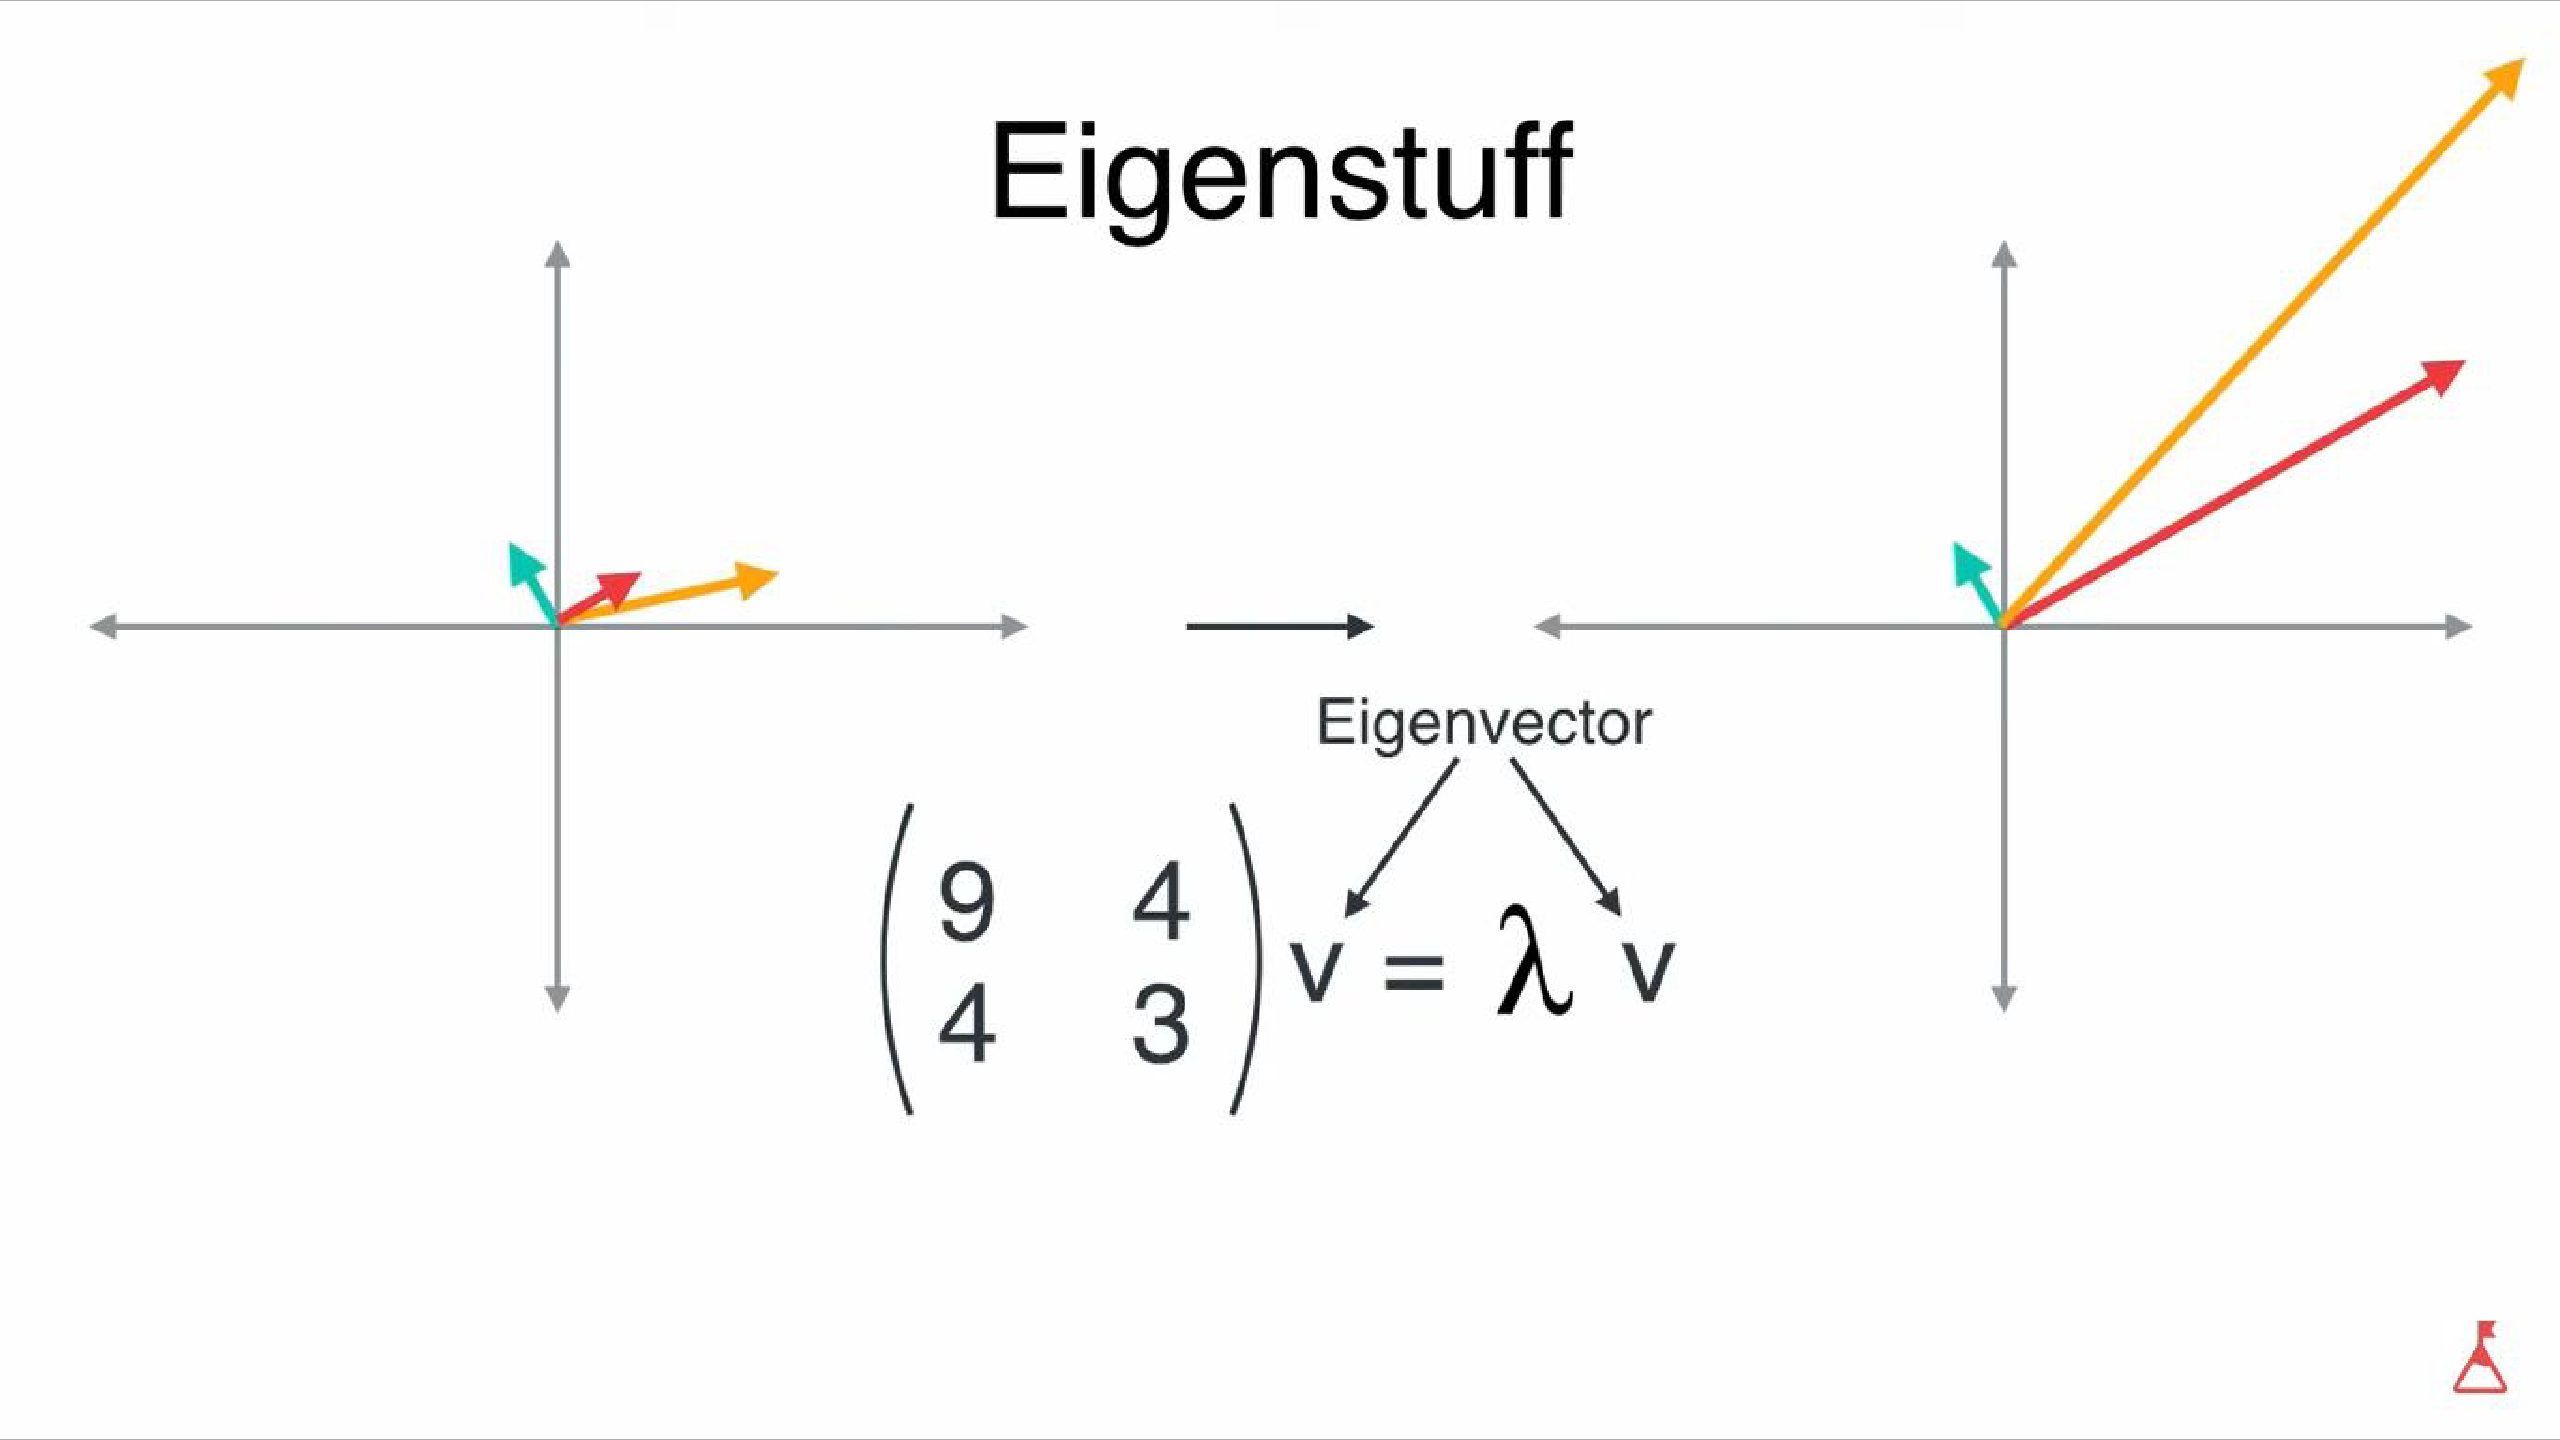 Eigenstuff
Eigenvector
9 4
4 3
v = λ v